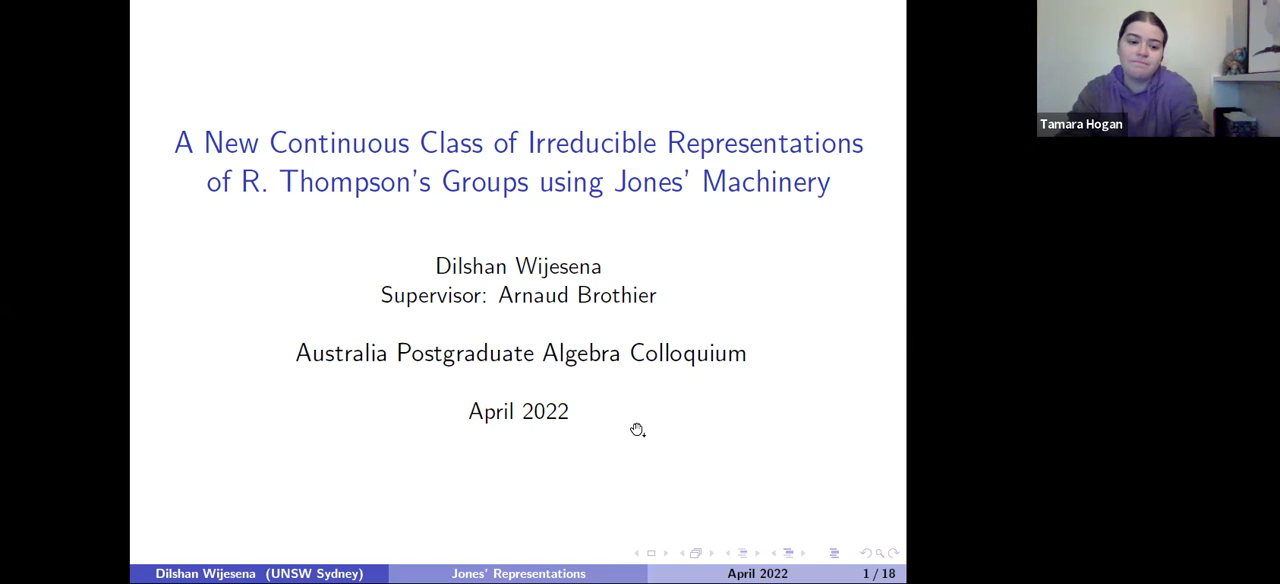 A New Continuous Class of Irreducible Representations
of R. Thompson's Groups using Jones' Machinery
Dilshan Wijesena
Supervisor: Arnaud Brothier
Australia Postgraduate Algebra Colloquium
April 2022
Dilshan Wijesena (UNSW Sydney) Jones' Representations April 2022 1 / 18
Tamara Hogan